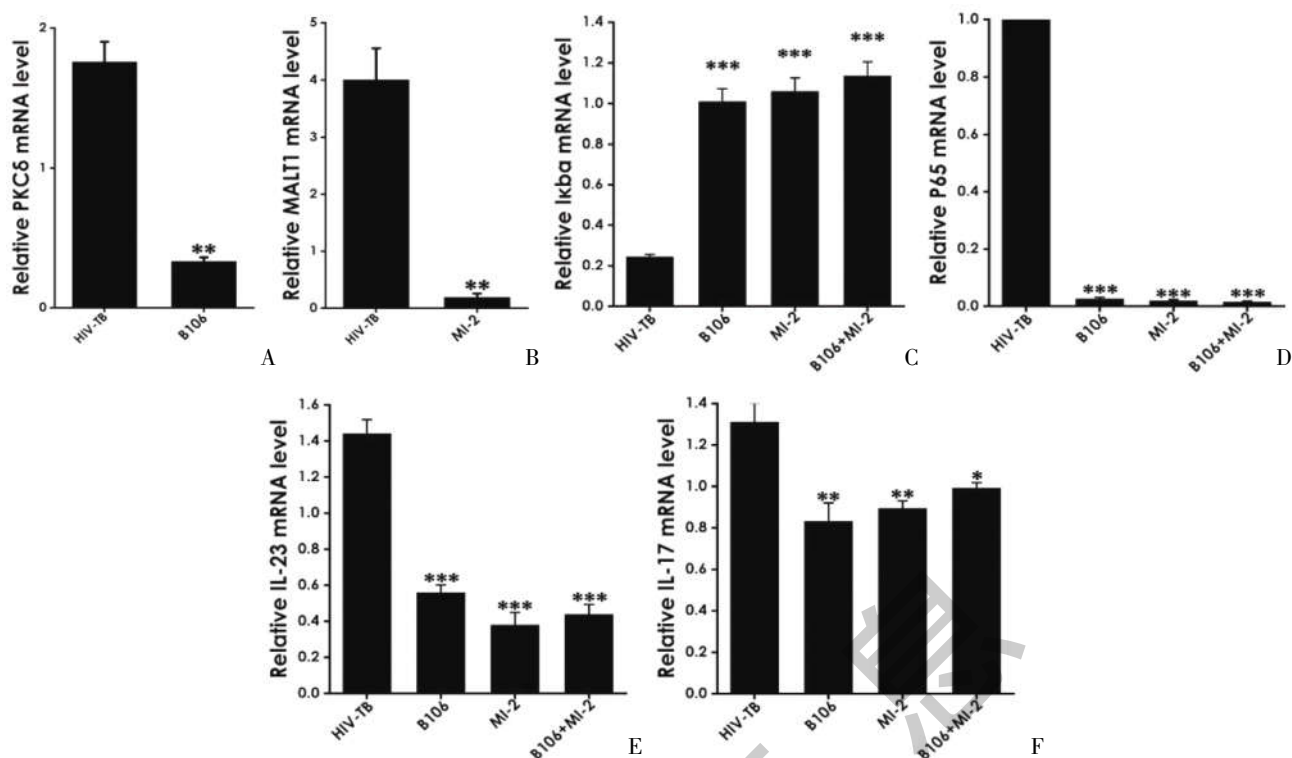 Relative PKCδ mRNA level
2
1
0
**
HIV-TB
B106
A
Relative MALT1 mRNA level
5
4
3
2
1
0
**
HIV-TB
MI-2
B
Relative Iκba mRNA level
1.4
1.2
1.0
0.8
0.6
0.4
0.2
0.0
***
***
***
HIV-TB
B106
MI-2
B106+MI-2
C
Relative P65 mRNA level
1.0
0.8
0.6
0.4
0.2
0.0
***
***
***
HIV-TB
B106
MI-2
B106+MI-2
D
Relative IL-23 mRNA level
1.6
1.4
1.2
1.0
0.8
0.6
0.4
0.2
0.0
***
***
***
HIV-TB
B106
MI-2
B106+MI-2
E
Relative IL-17 mRNA level
1.4
1.2
1.0
0.8
0.6
0.4
0.2
0.0
**
**
*
HIV-TB
B106
MI-2
B106+MI-2
F
息